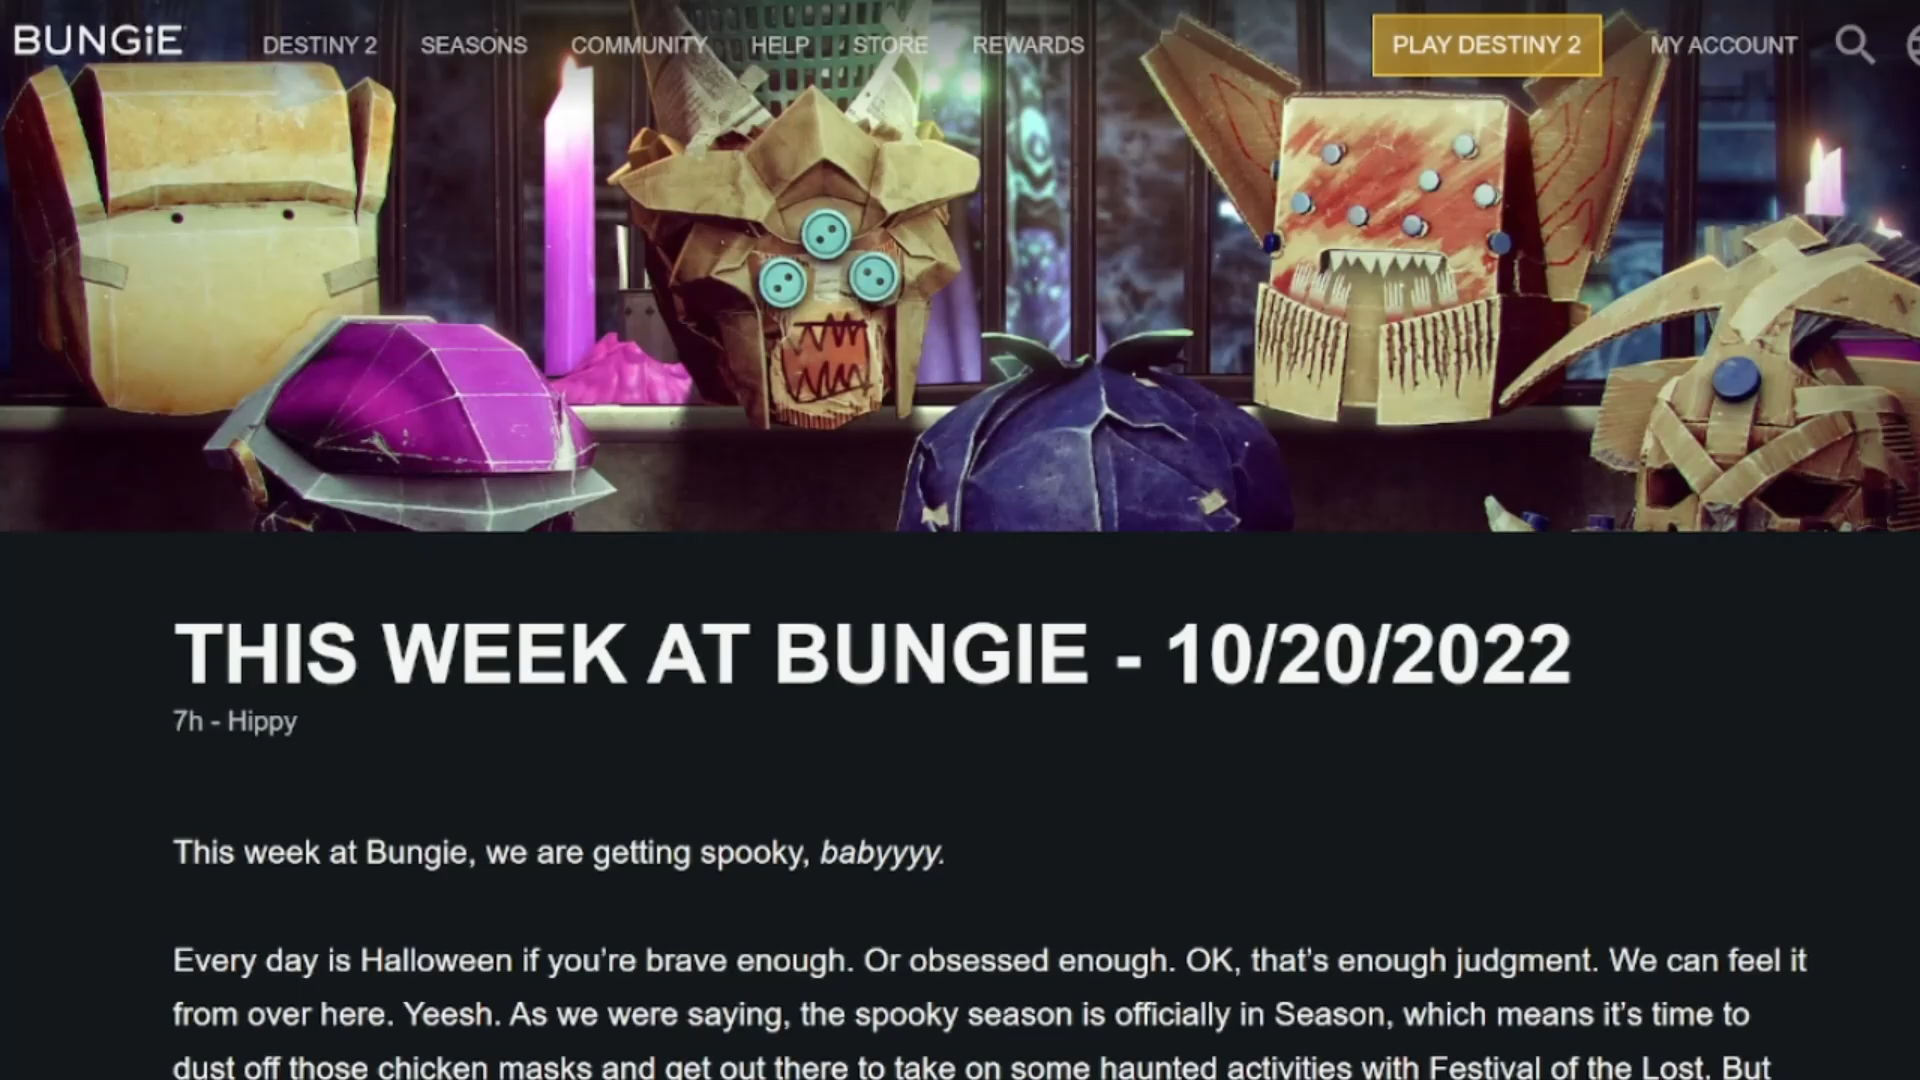 BUNGiE DESTINY 2 SEASONS COMMUNITY HELP STORE REWARDS PLAY DESTINY 2 MY ACCOUNT
THIS WEEK AT BUNGIE - 10/20/2022
7h - Hippy
This week at Bungie, we are getting spooky, babyyyy.
Every day is Halloween if you’re brave enough. Or obsessed enough. OK, that’s enough judgment. We can feel it
from over here. Yeesh. As we were saying, the spooky season is officially in Season, which means it’s time to
dust off those chicken masks and get out there to take on some haunted activities with Festival of the Lost. But